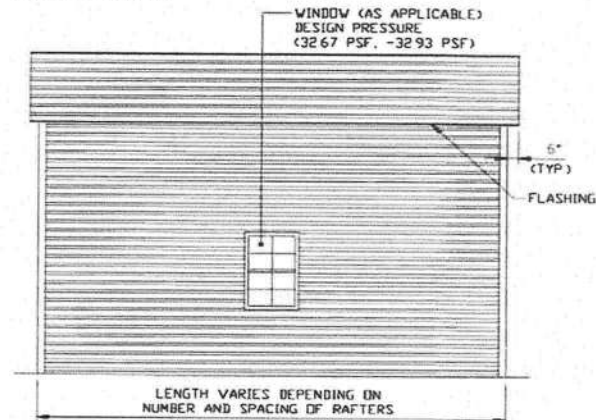 WINDOW (AS APPLICABLE)
DESIGN PRESSURE
(32.67 PSF, -32.93 PSF)
6"
(TYP)
FLASHING
LENGTH VARIES DEPENDING ON
NUMBER AND SPACING OF RAFTERS